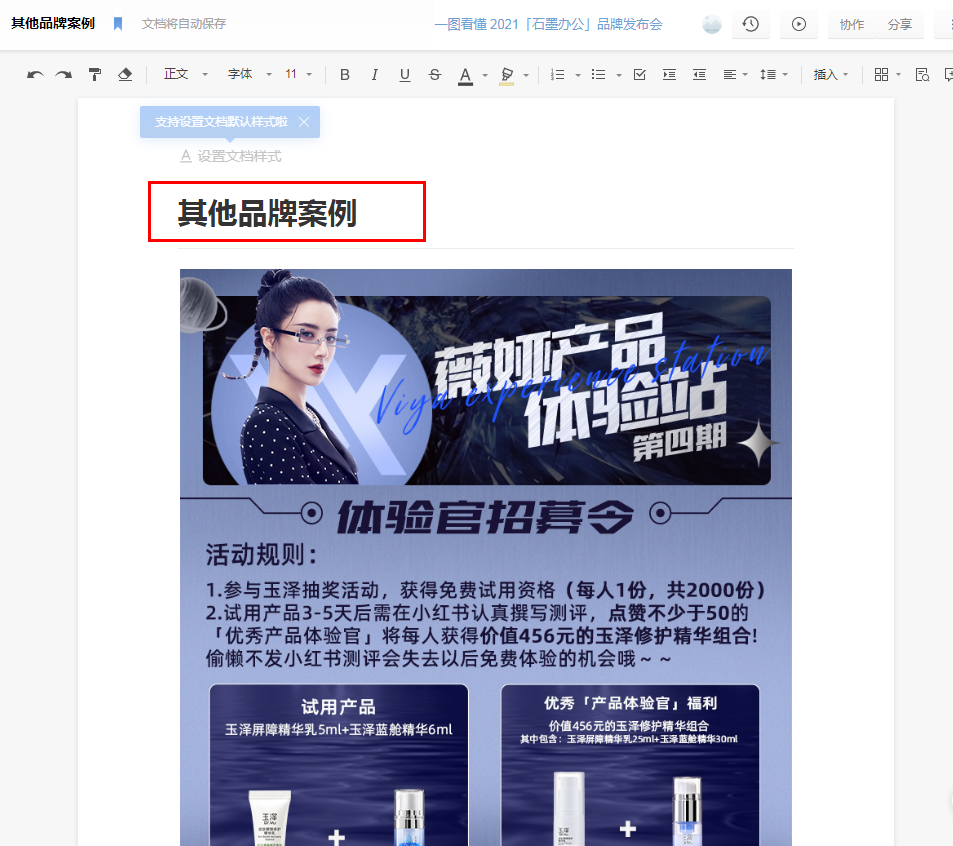 其他品牌案例 文档将自动保存 一图看懂 2021「石墨办公」品牌发布会 协作 分享
正文 字体 11 B I U S A 插入
支持设置文档默认样式啦
A 设置文档样式
其他品牌案例
薇娅产品
体验站
Viya experience station
第四期
体验官招募令
活动规则：
1.参与玉泽抽奖活动，获得免费试用资格（每人1份，共2000份）
2.试用产品3-5天后需在小红书认真撰写测评，点赞不少于50的
「优秀产品体验官」将每人获得价值456元的玉泽修护精华组合!
偷懒不发小红书测评会失去以后免费体验的机会哦~ ~
试用产品
玉泽屏障精华乳5ml+玉泽蓝舱精华6ml
优秀「产品体验官」福利
价值456元的玉泽修护精华组合
其中包含：玉泽屏障精华乳25ml+玉泽蓝舱精华30ml
玉泽
+
玉泽
+